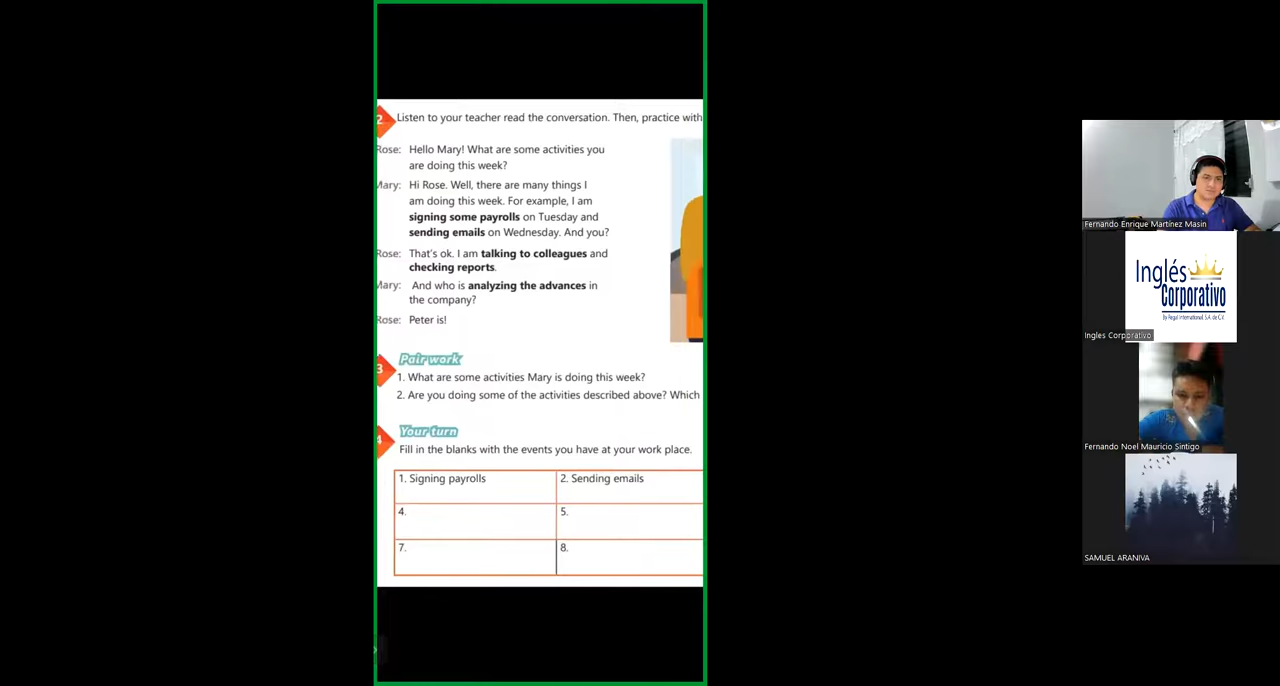 2 Listen to your teacher read the conversation. Then, practice with
Rose: Hello Mary! What are some activities you
are doing this week?
Mary: Hi Rose. Well, there are many things I
am doing this week. For example, I am
signing some payrolls on Tuesday and
sending emails on Wednesday. And you?
Rose: That's ok. I am talking to colleagues and
checking reports.
Mary: And who is analyzing the advances in
the company?
Rose: Peter is!
3 Pair work
1. What are some activities Mary is doing this week?
2. Are you doing some of the activities described above? Which
4 Your turn
Fill in the blanks with the events you have at your work place.
1. Signing payrolls
2. Sending emails
4.
5.
7.
8.
Fernando Enrique Martínez Masin
Inglés
Corporativo
By Regal International, S.A. de C.V.
Ingles Corporativo
Fernando Noel Mauricio Sintigo
SAMUEL ARANIVA